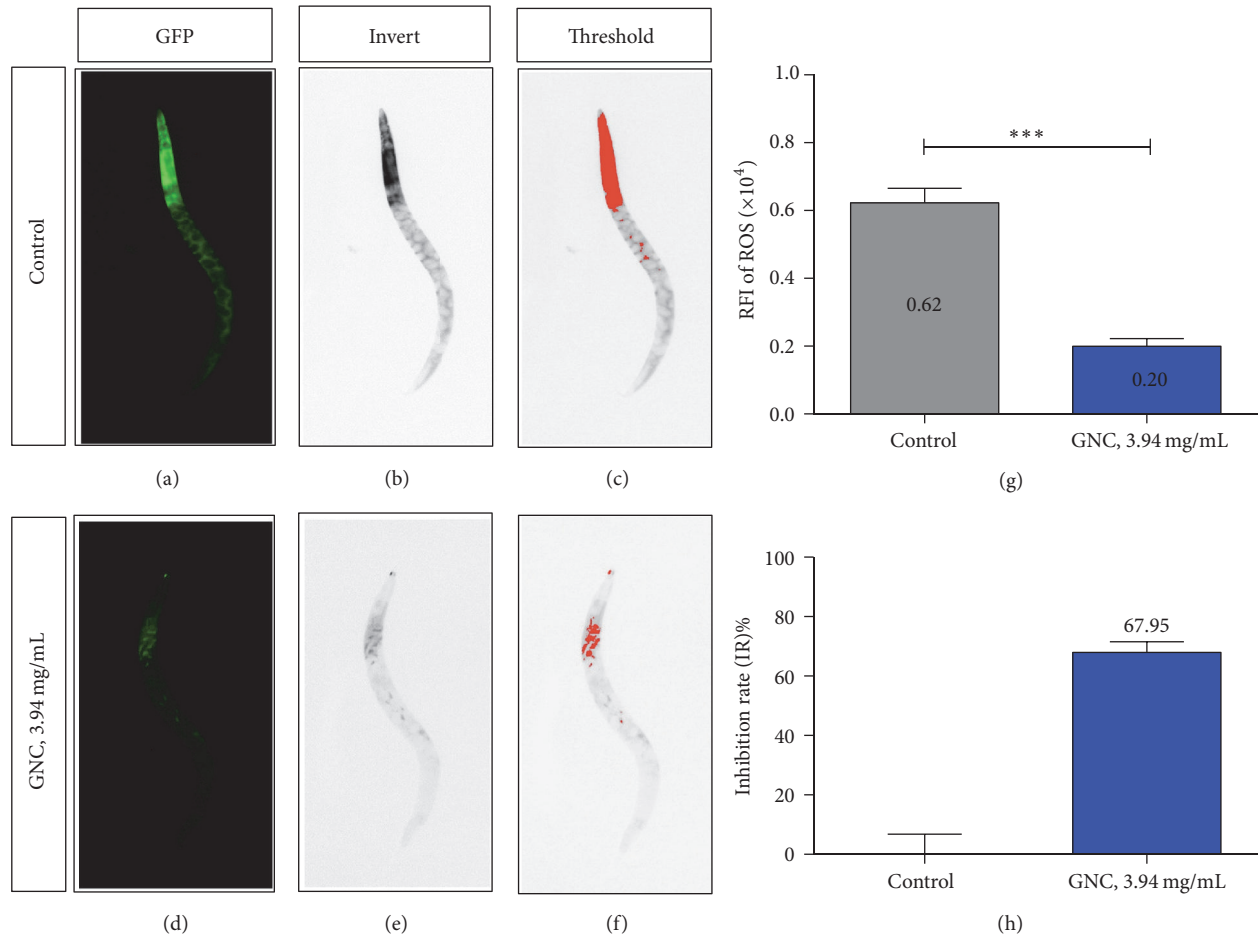 GFP
Invert
Threshold
Control
(a)
(b)
(c)
GNC, 3.94 mg/mL
(d)
(e)
(f)
1.0
0.8
0.6
0.4
0.2
0.0
RFI of ROS (×10⁴)
***
0.62
0.20
Control
GNC, 3.94 mg/mL
(g)
100
80
60
40
20
0
Inhibition rate (IR)%
67.95
Control
GNC, 3.94 mg/mL
(h)